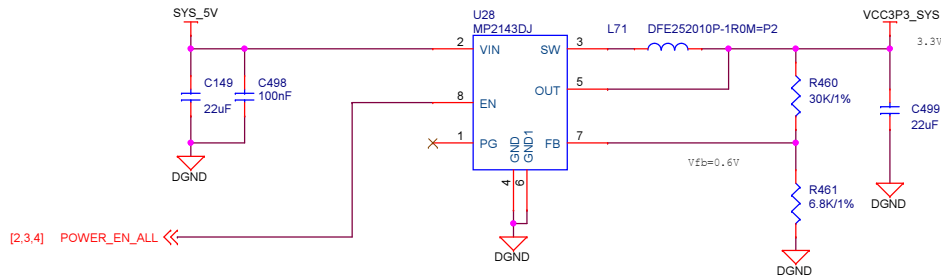 SYS_5V
U28
MP2143DJ
L71 DFE252010P-1R0M=P2
VCC3P3_SYS
3.3V
2 VIN
SW 3
C149
22uF
C498
100nF
OUT 5
R460
30K/1%
C499
22uF
8 EN
1 PG
FB 7
Vfb=0.6V
GND
GND1
4
6
DGND
R461
6.8K/1%
DGND
[2,3,4] POWER_EN_ALL
DGND